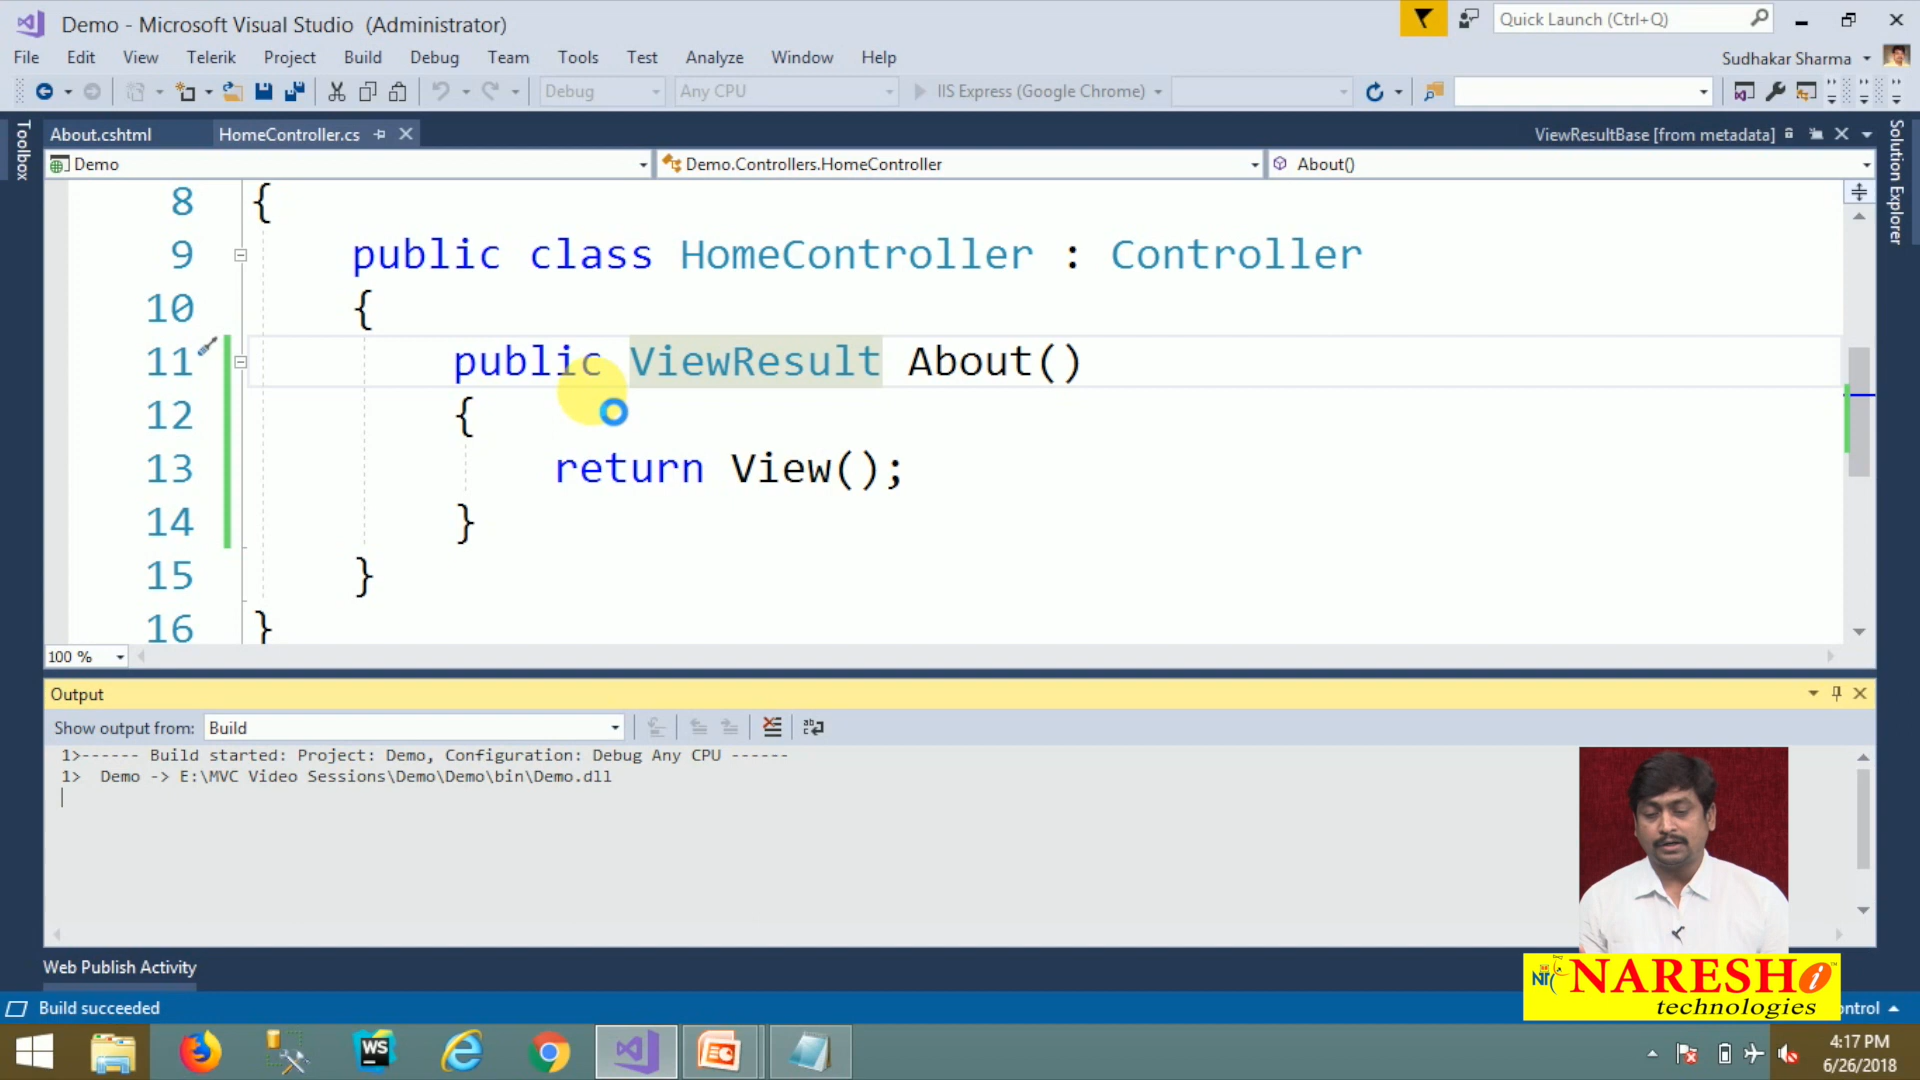 Demo - Microsoft Visual Studio (Administrator)
Quick Launch (Ctrl+Q)
File Edit View Telerik Project Build Debug Team Tools Test Analyze Window Help
Sudhakar Sharma
Debug Any CPU IIS Express (Google Chrome)
Toolbox
About.cshtml HomeController.cs
ViewResultBase [from metadata]
Solution Explorer
Demo Demo.Controllers.HomeController About()
8 {
9 public class HomeController : Controller
10 {
11 public ViewResult About()
12 {
13 return View();
14 }
15 }
16 }
100 %
Output
Show output from: Build
1>------ Build started: Project: Demo, Configuration: Debug Any CPU ------
1> Demo -> E:\MVC Video Sessions\Demo\Demo\bin\Demo.dll
Web Publish Activity
NARESH i
technologies
Build succeeded
ontrol
WS
4:17 PM
6/26/2018